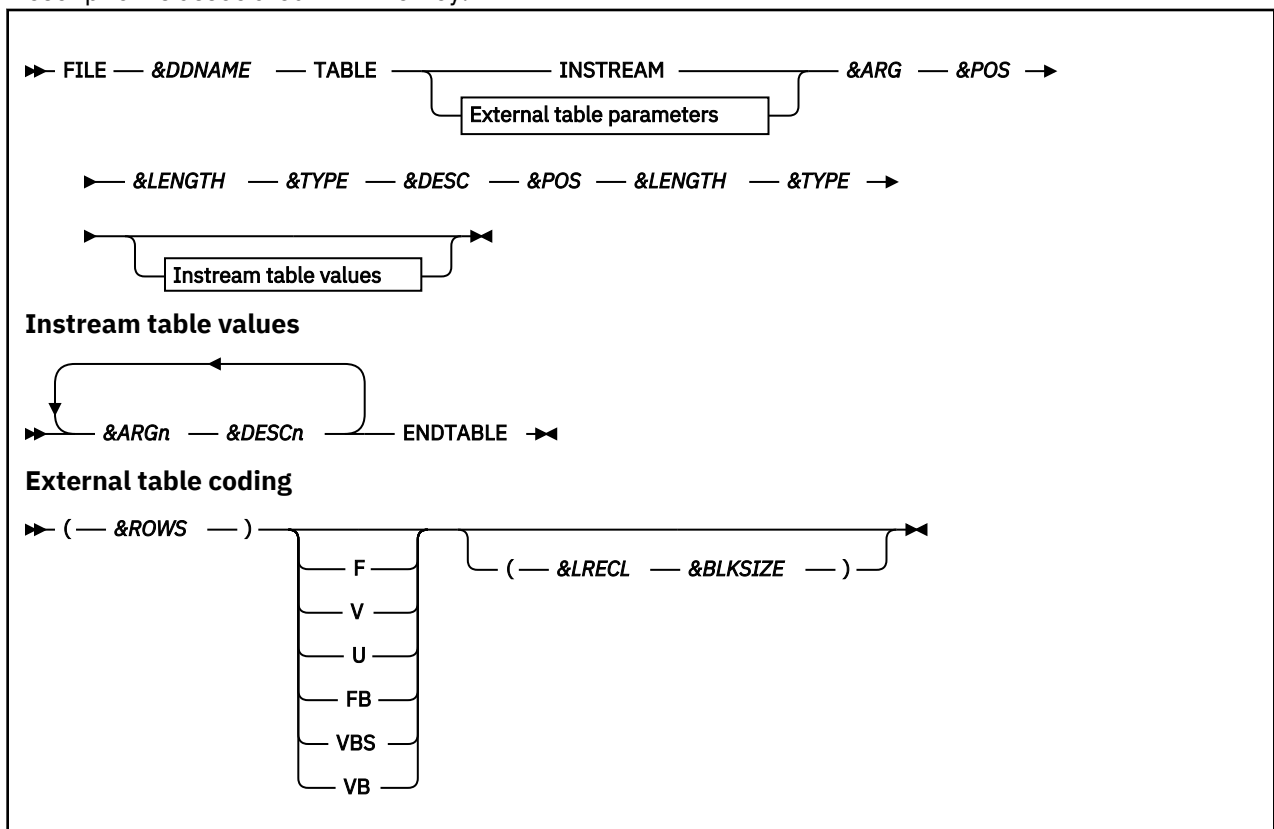 FILE &DDNAME TABLE INSTREAM &ARG &POS
External table parameters
&LENGTH &TYPE &DESC &POS &LENGTH &TYPE
Instream table values
Instream table values
&ARGn &DESCn ENDTABLE
External table coding
( &ROWS )
F ( &LRECL &BLKSIZE )
V
U
FB
VBS
VB